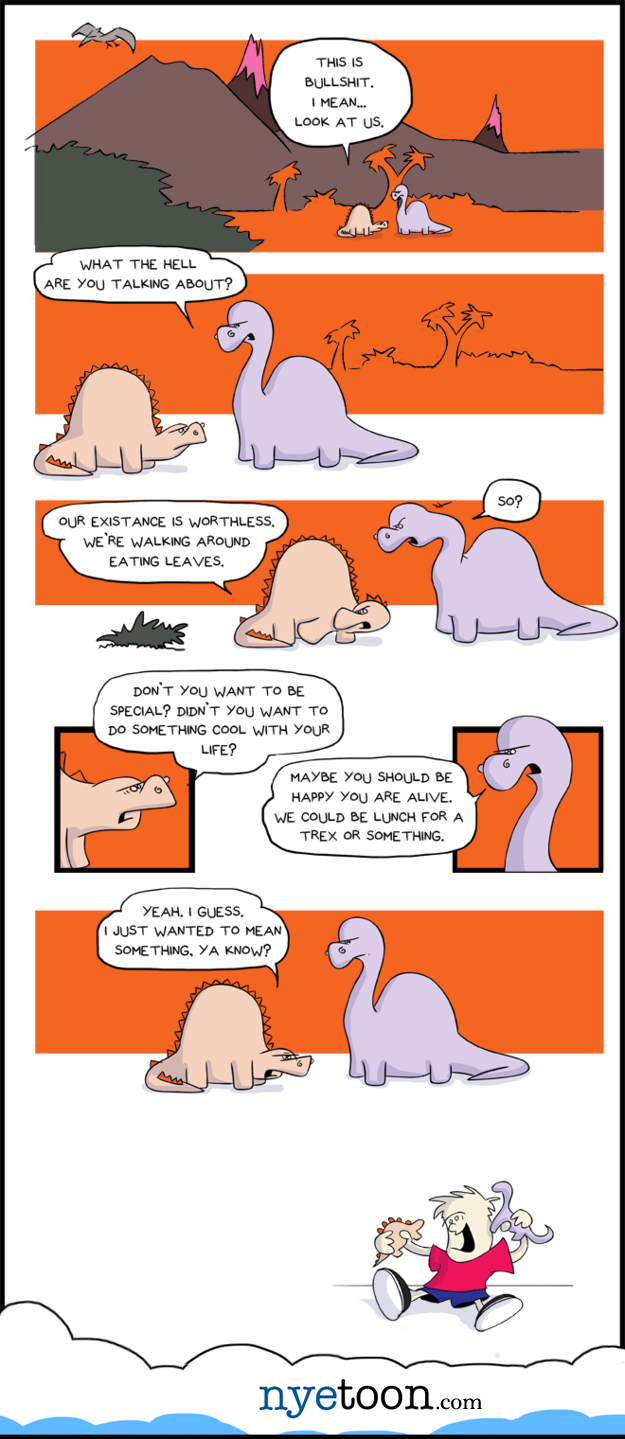 THIS IS
BULLSHIT.
I MEAN...
LOOK AT US.
WHAT THE HELL
ARE YOU TALKING ABOUT?
OUR EXISTANCE IS WORTHLESS.
WE'RE WALKING AROUND
EATING LEAVES.
SO?
DON'T YOU WANT TO BE
SPECIAL? DIDN'T YOU WANT TO
DO SOMETHING COOL WITH YOUR
LIFE?
MAYBE YOU SHOULD BE
HAPPY YOU ARE ALIVE.
WE COULD BE LUNCH FOR A
TREX OR SOMETHING.
YEAH. I GUESS.
I JUST WANTED TO MEAN
SOMETHING, YA KNOW?
nyetoon.com